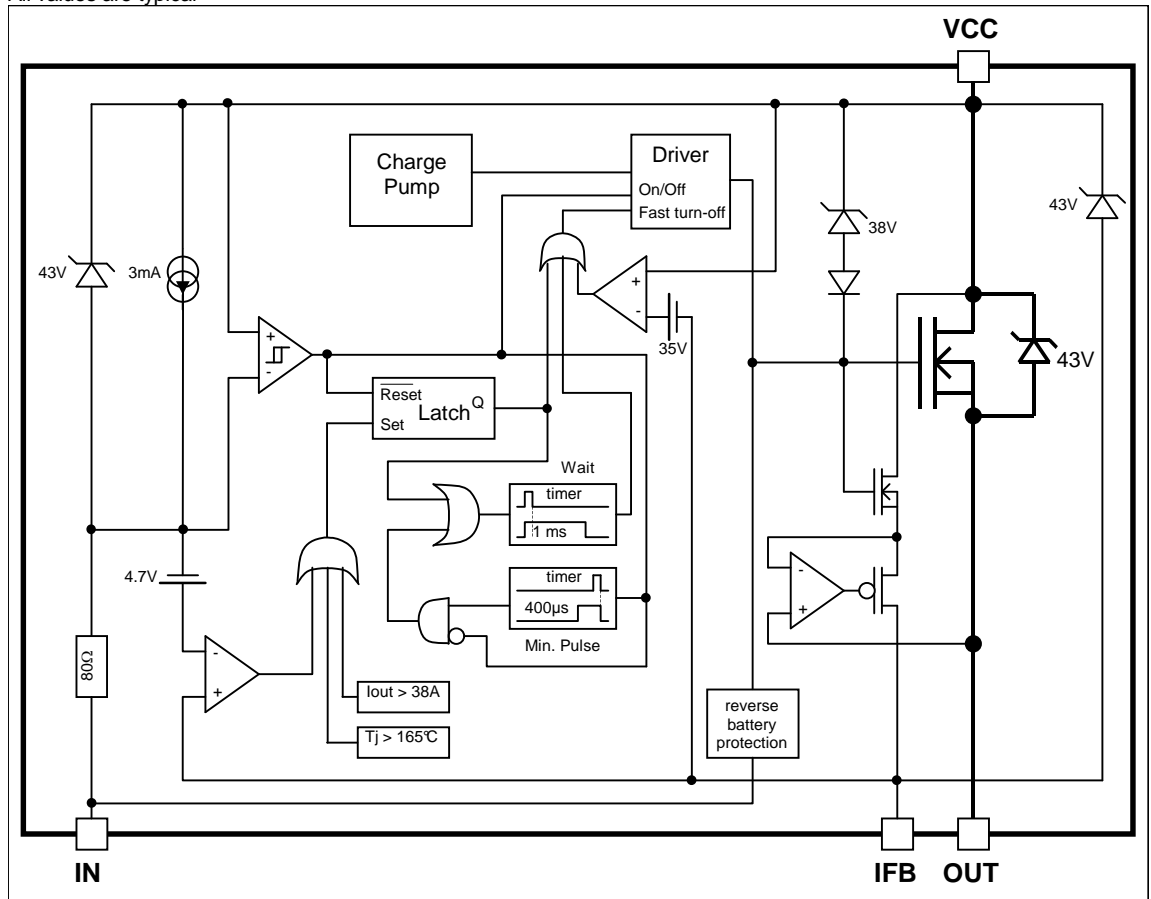 All values are typical
VCC
Charge
Pump
Driver
On/Off
Fast turn-off
43V
3mA
38V
43V
+
-
35V
+
-
43V
Reset
Latch
Q
Set
Wait
timer
1 ms
4.7V
timer
400µs
Min. Pulse
-
+
-
+
80Ω
Iout > 38A
Tj > 165℃
reverse
battery
protection
IN
IFB
OUT